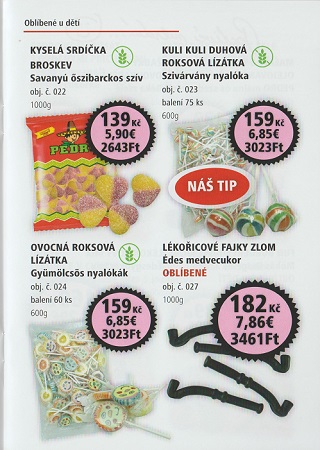 Oblíbené u dětí
KYSELÁ SRDÍČKA
BROSKEV
Savanyú őszibarckos szív
obj. č. 022
1000g
139 Kč
5,90€
2643Ft
PEDRO
KULI KULI DUHOVÁ
ROKSOVÁ LÍZÁTKA
Szivárvány nyalóka
obj. č. 023
balení 75 ks
600g
159 Kč
6,85€
3023Ft
NÁŠ TIP
OVOCNÁ ROKSOVÁ
LÍZÁTKA
Gyümölcsös nyalókák
obj. č. 024
balení 60 ks
600g
159 Kč
6,85€
3023Ft
LÉKOŘICOVÉ FAJKY ZLOM
Édes medvecukor
OBLÍBENÉ
obj. č. 027
1000g
182 Kč
7,86€
3461Ft